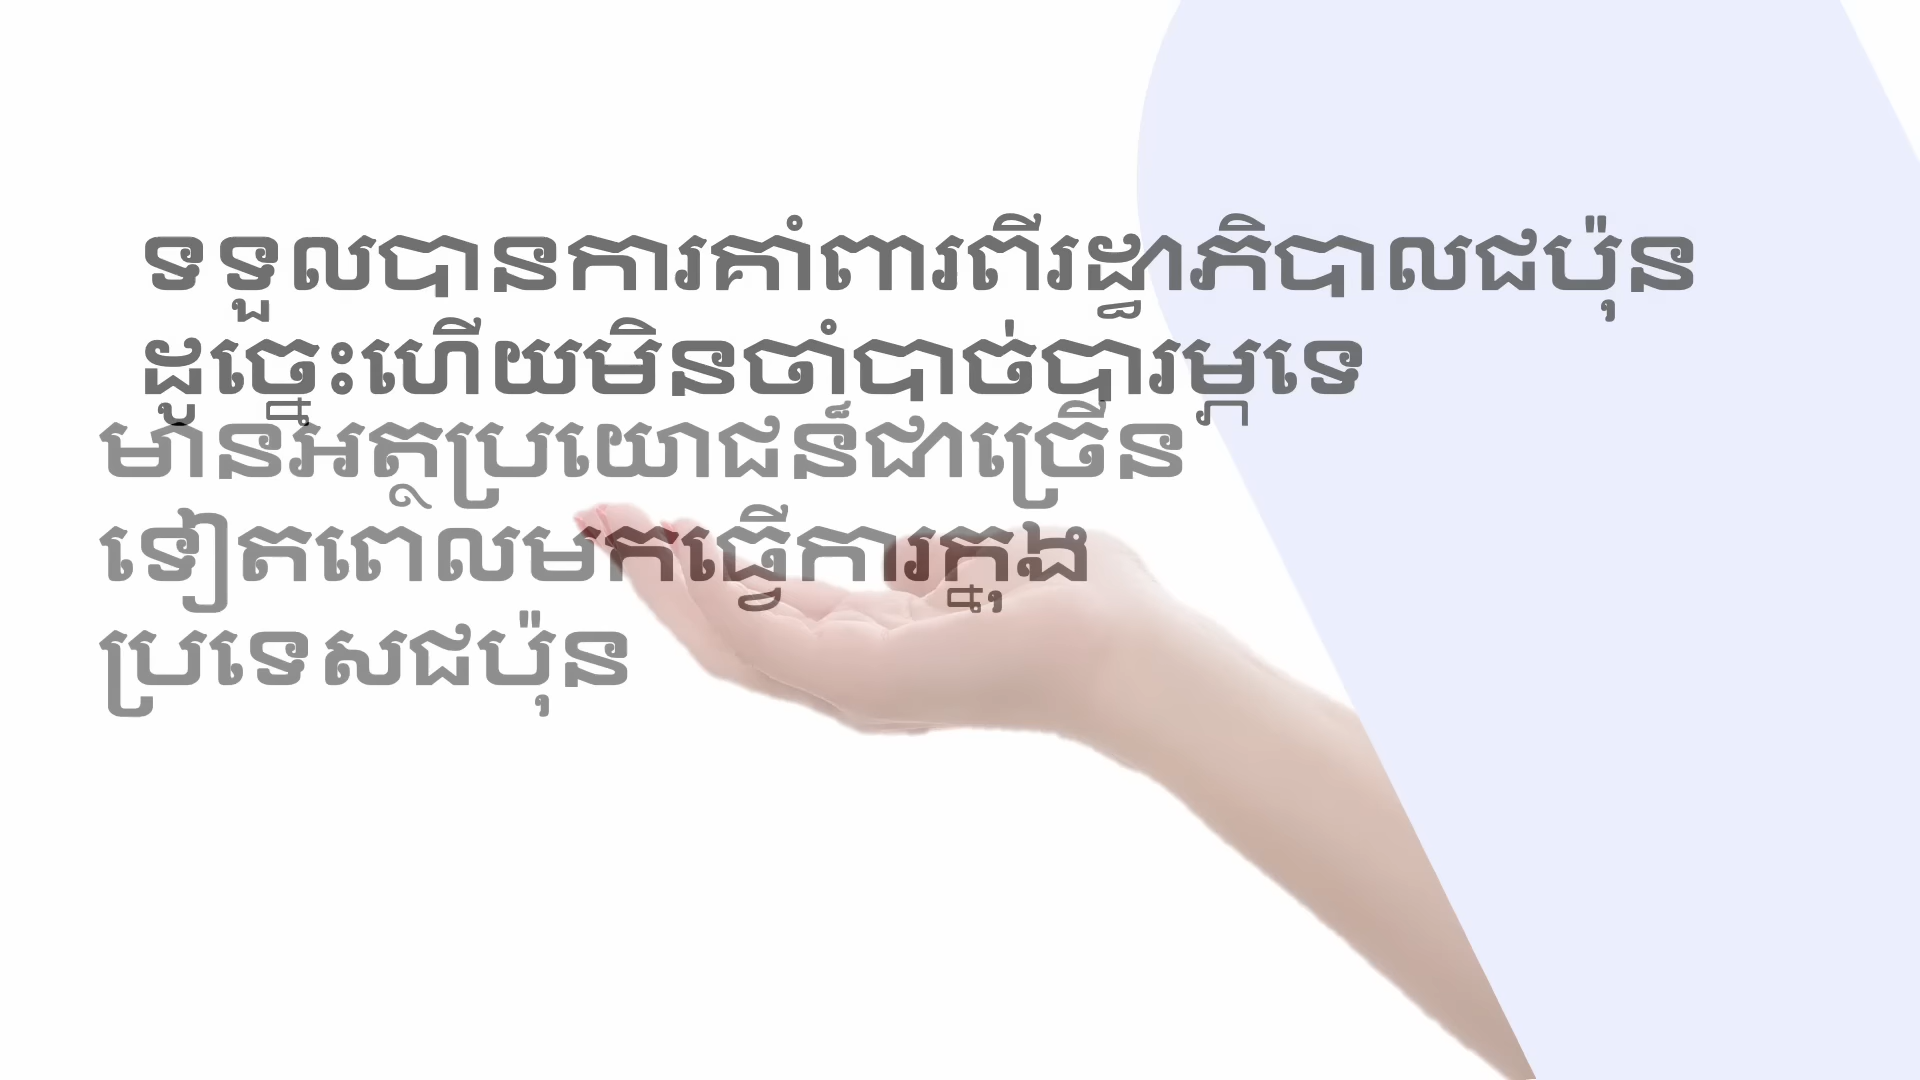 ទទួលបានការគាំពារពីរដ្ឋាភិបាលជប៉ុន
ដូច្នេះហើយមិនចាំបាច់បារម្ភទេ
មានអត្ថប្រយោជន៍ជាច្រើន
ទៀតពេលមកធ្វើការក្នុង
ប្រទេសជប៉ុន